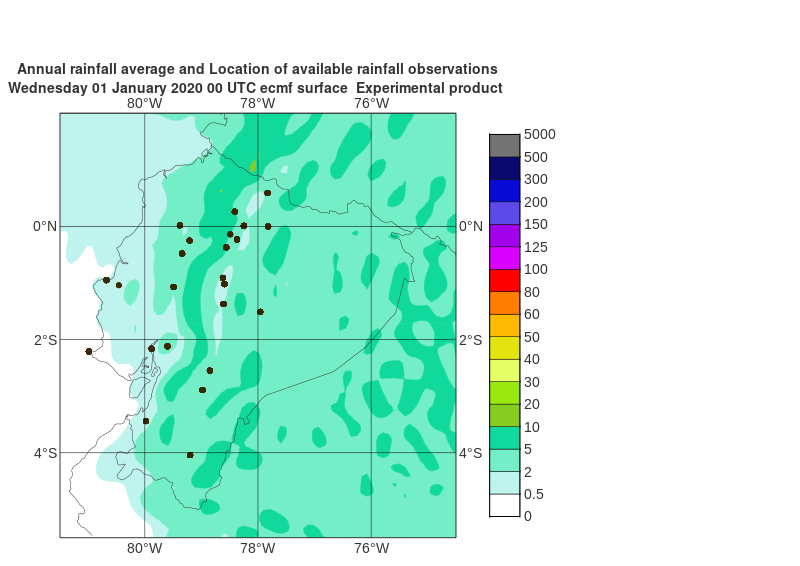 Annual rainfall average and Location of available rainfall observations
Wednesday 01 January 2020 00 UTC ecmf surface  Experimental product
80°W 78°W 76°W
0°N 0°N
2°S 2°S
4°S 4°S
80°W 78°W 76°W
5000
500
300
200
150
125
100
80
60
50
40
30
20
10
5
2
0.5
0